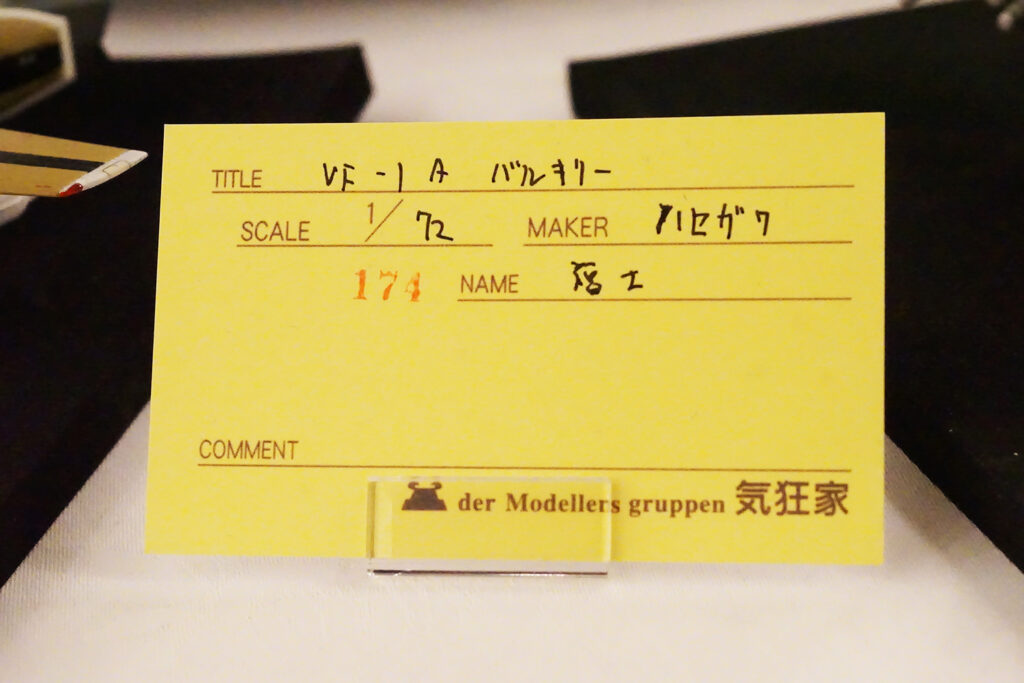 TITLE VF-1A バルキリー
SCALE 1/72 MAKER ハセガワ
174 NAME
COMMENT
der Modellers gruppen 気狂家